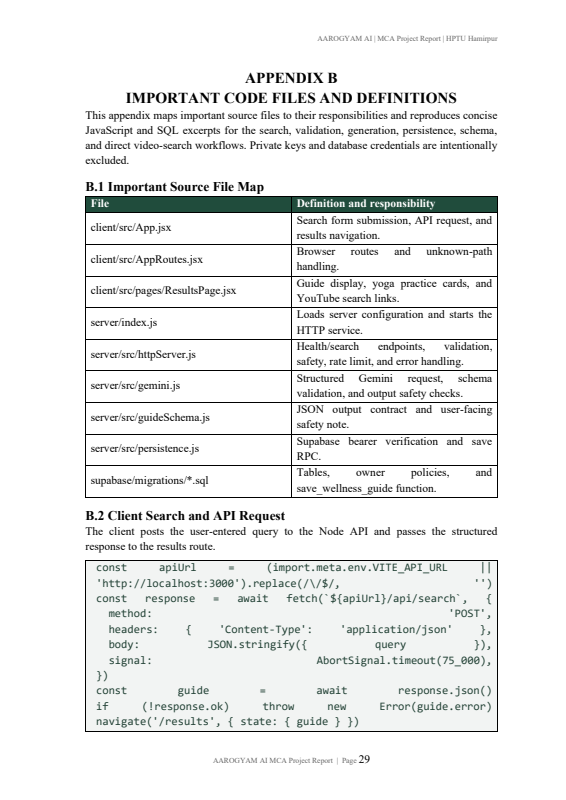 AAROGYAM AI | MCA Project Report | HPTU Hamirpur
APPENDIX B
IMPORTANT CODE FILES AND DEFINITIONS
This appendix maps important source files to their responsibilities and reproduces concise
JavaScript and SQL excerpts for the search, validation, generation, persistence, schema,
and direct video-search workflows. Private keys and database credentials are intentionally
excluded.
B.1 Important Source File Map
File Definition and responsibility
client/src/App.jsx Search form submission, API request, and
results navigation.
client/src/AppRoutes.jsx Browser routes and unknown-path
handling.
client/src/pages/ResultsPage.jsx Guide display, yoga practice cards, and
YouTube search links.
server/index.js Loads server configuration and starts the
HTTP service.
server/src/httpServer.js Health/search endpoints, validation,
safety, rate limit, and error handling.
server/src/gemini.js Structured Gemini request, schema
validation, and output safety checks.
server/src/guideSchema.js JSON output contract and user-facing
safety note.
server/src/persistence.js Supabase bearer verification and save
RPC.
supabase/migrations/*.sql Tables, owner policies, and
save_wellness_guide function.
B.2 Client Search and API Request
The client posts the user-entered query to the Node API and passes the structured
response to the results route.
const apiUrl = (import.meta.env.VITE_API_URL ||
'http://localhost:3000').replace(/\/$/, '')
const response = await fetch(`${apiUrl}/api/search`, {
method: 'POST',
headers: { 'Content-Type': 'application/json' },
body: JSON.stringify({ query }),
signal: AbortSignal.timeout(75_000),
})
const guide = await response.json()
if (!response.ok) throw new Error(guide.error)
navigate('/results', { state: { guide } })
AAROGYAM AI MCA Project Report | Page 29